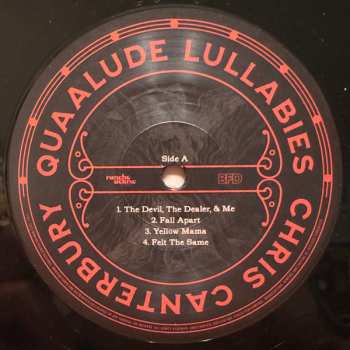 QUAALUDE LULLABIES
CHRIS CANTERBURY
Side A
BFD
1. The Devil, The Dealer, & Me
2. Fall Apart
3. Yellow Mama
4. Felt The Same